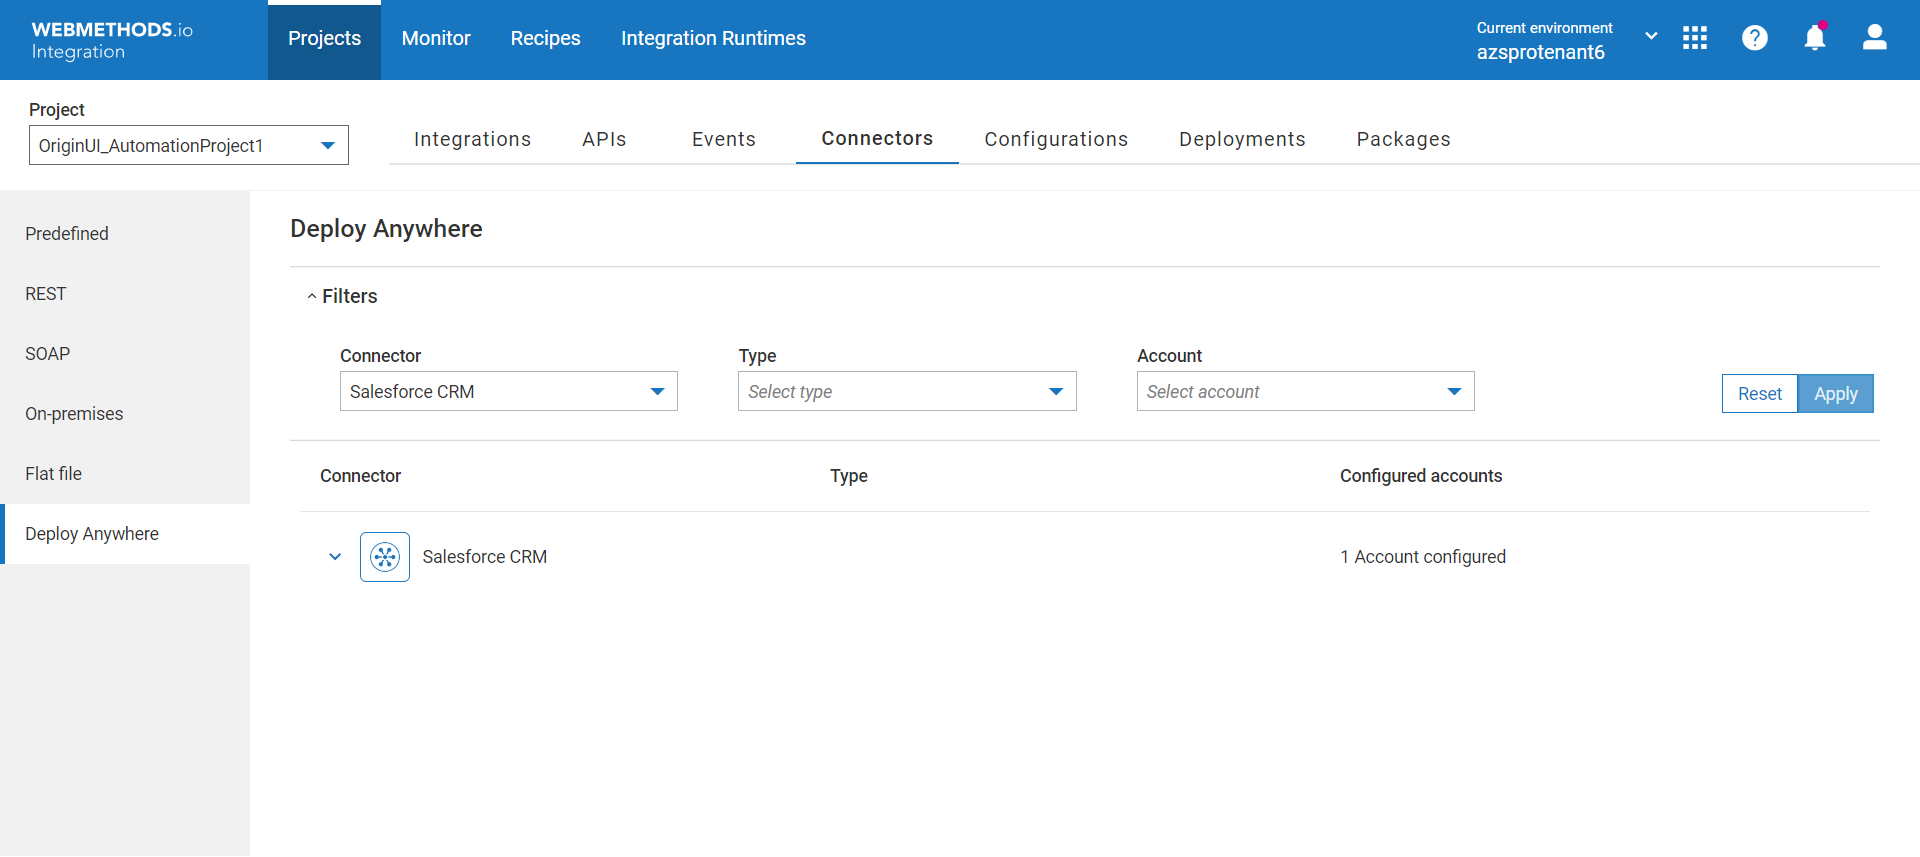 WEBMETHODS.io
Integration
Projects
Monitor
Recipes
Integration Runtimes
Current environment
azsprotenant6
?
Project
OriginUI_AutomationProject1
Integrations
APIs
Events
Connectors
Configurations
Deployments
Packages
Predefined
REST
SOAP
On-premises
Flat file
Deploy Anywhere
Deploy Anywhere
Filters
Connector
Type
Account
Salesforce CRM
Select type
Select account
Reset
Apply
Connector
Type
Configured accounts
Salesforce CRM
1 Account configured